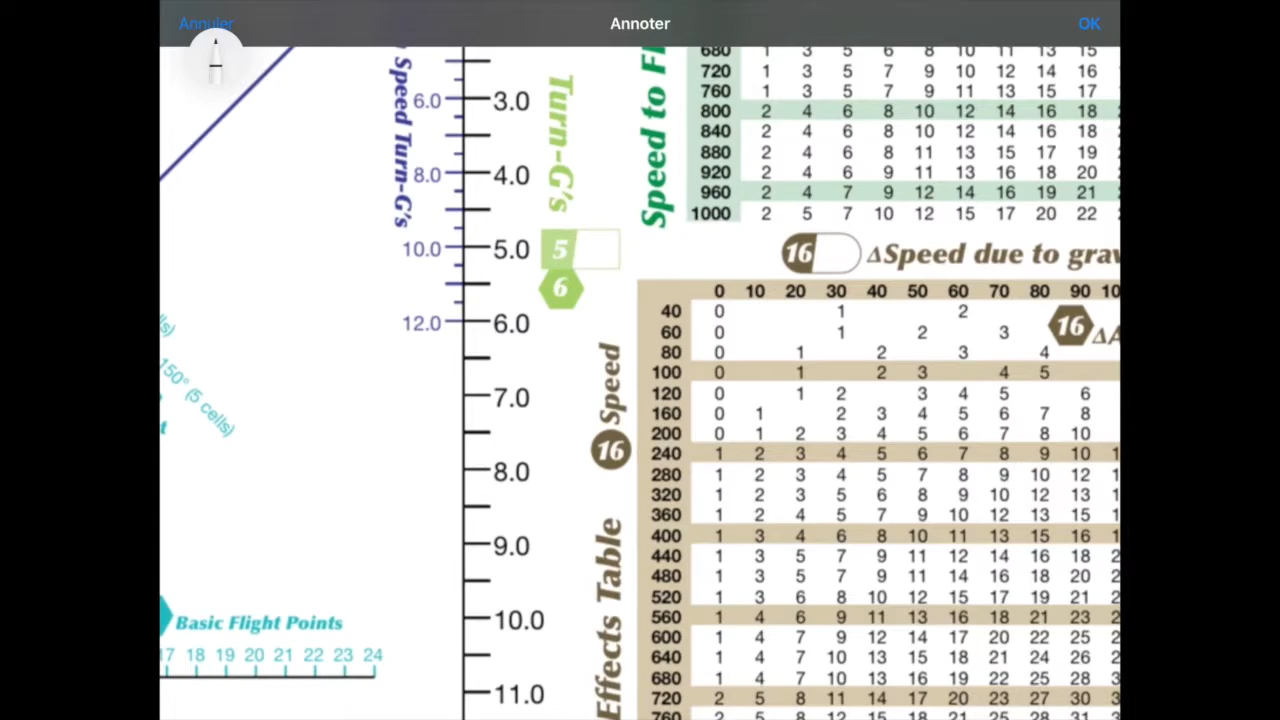 Annuler
Annoter
OK
Speed Turn-G's
6.0
8.0
10.0
12.0
3.0
4.0
5.0
6.0
7.0
8.0
9.0
10.0
11.0
Turn-G's
5
6
150° (5 cells)
Basic Flight Points
17 18 19 20 21 22 23 24
Speed to
680 1 3 5 6 8 10 11 13 15
720 1 3 5 7 9 10 12 14 16
760 1 3 5 7 9 11 13 15 17
800 2 4 6 8 10 12 14 16 18
840 2 4 6 8 10 12 14 16 18
880 2 4 6 8 11 13 15 17 19
920 2 4 6 9 11 13 16 18 20
960 2 4 7 9 12 14 16 19 21
1000 2 5 7 10 12 15 17 20 22
16 ΔSpeed due to
16 Speed
Effects Table
0 10 20 30 40 50 60 70 80 90
16
40 0 1 2
60 0 1 2 3
80 0 1 2 3 4
100 0 1 2 3 4 5
120 0 1 2 3 4 5 6
160 0 1 2 3 4 5 6 7 8
200 0 1 2 3 4 5 6 7 8 10
240 1 2 3 4 5 6 7 8 9 10
280 1 2 3 4 5 7 8 9 10 12
320 1 2 3 5 6 8 9 10 12 13
360 1 2 4 5 7 9 10 12 13 15
400 1 3 4 6 8 10 11 13 15 16
440 1 3 5 7 9 11 12 14 16 18
480 1 3 5 7 9 11 14 16 18 20
520 1 3 6 8 10 12 15 17 19 21
560 1 4 6 9 11 13 16 18 21 23
600 1 4 7 9 12 14 17 20 22 25
640 1 4 7 10 13 15 18 21 24 26
680 1 4 7 10 13 16 19 22 25 28
720 2 5 8 11 14 17 20 23 27 30
760 2 5 8 12 15 18 21 25 28 31